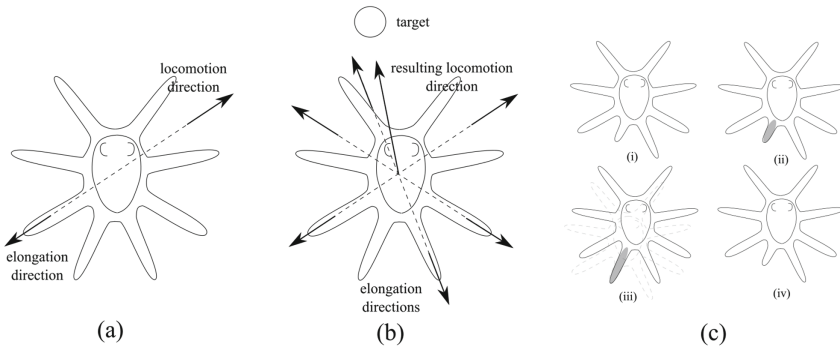 target
locomotion
direction
elongation
direction
(a)
resulting locomotion
direction
elongation
directions
(b)
(i)
(ii)
(iii)
(iv)
(c)